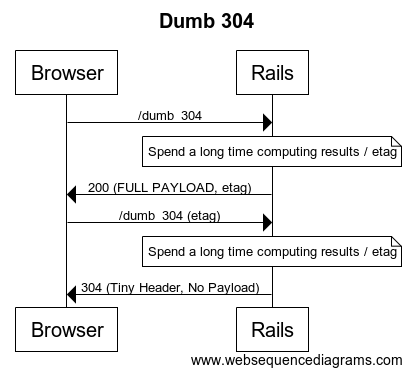 Dumb 304
Browser
Rails
/dumb_304
Spend a long time computing results / etag
200 (FULL PAYLOAD, etag)
/dumb_304 (etag)
Spend a long time computing results / etag
304 (Tiny Header, No Payload)
Browser
Rails
www.websequencediagrams.com